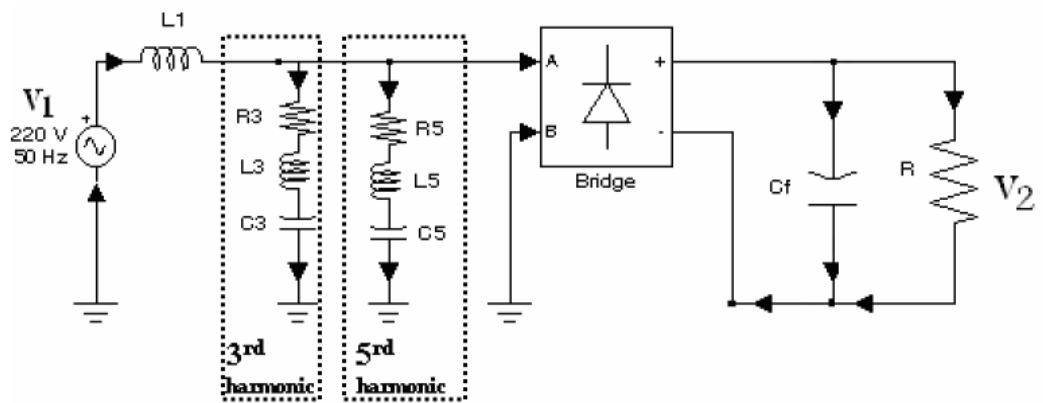 L1
V1
220 V
50 Hz
+
R3
L3
C3
R5
L5
C5
3rd
harmonic
5rd
harmonic
A
B
+
-
Bridge
Cf
R
V2